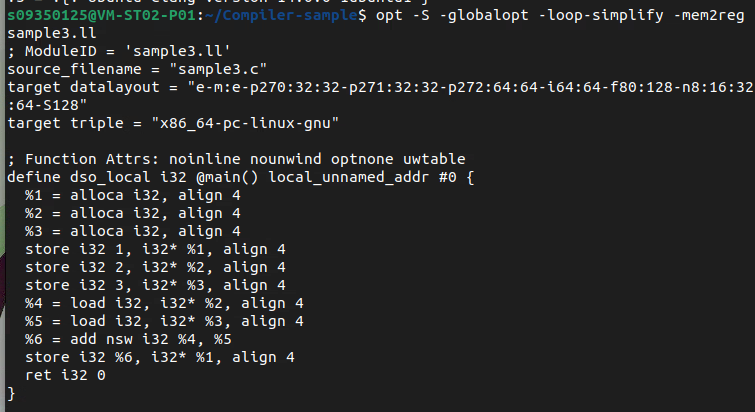 s09350125@VM-ST02-P01:~/Compiler-sample$ opt -S -globalopt -loop-simplify -mem2reg
sample3.ll
; ModuleID = 'sample3.ll'
source_filename = "sample3.c"
target datalayout = "e-m:e-p270:32:32-p271:32:32-p272:64:64-i64:64-f80:128-n8:16:32
:64-S128"
target triple = "x86_64-pc-linux-gnu"

; Function Attrs: noinline nounwind optnone uwtable
define dso_local i32 @main() local_unnamed_addr #0 {
  %1 = alloca i32, align 4
  %2 = alloca i32, align 4
  %3 = alloca i32, align 4
  store i32 1, i32* %1, align 4
  store i32 2, i32* %2, align 4
  store i32 3, i32* %3, align 4
  %4 = load i32, i32* %2, align 4
  %5 = load i32, i32* %3, align 4
  %6 = add nsw i32 %4, %5
  store i32 %6, i32* %1, align 4
  ret i32 0
}